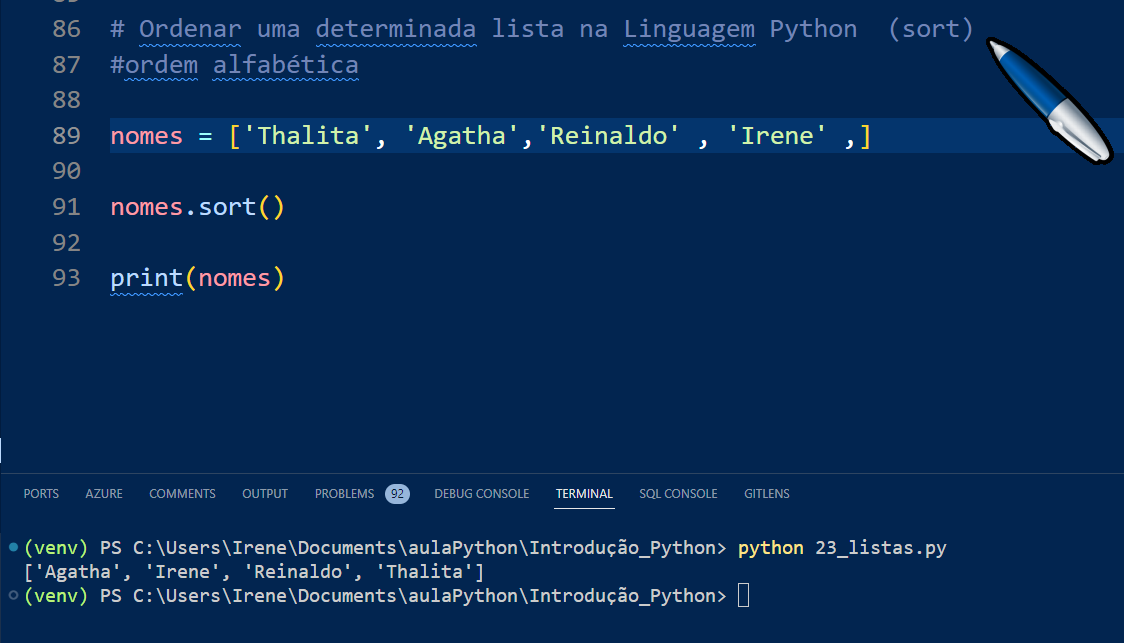 86 # Ordenar uma determinada lista na Linguagem Python  (sort)
87 #ordem alfabética
88
89 nomes = ['Thalita', 'Agatha','Reinaldo' , 'Irene' ,]
90
91 nomes.sort()
92
93 print(nomes)
PORTS AZURE COMMENTS OUTPUT PROBLEMS 92 DEBUG CONSOLE TERMINAL SQL CONSOLE GITLENS
(venv) PS C:\Users\Irene\Documents\aulaPython\Introdução_Python> python 23_listas.py
['Agatha', 'Irene', 'Reinaldo', 'Thalita']
(venv) PS C:\Users\Irene\Documents\aulaPython\Introdução_Python>